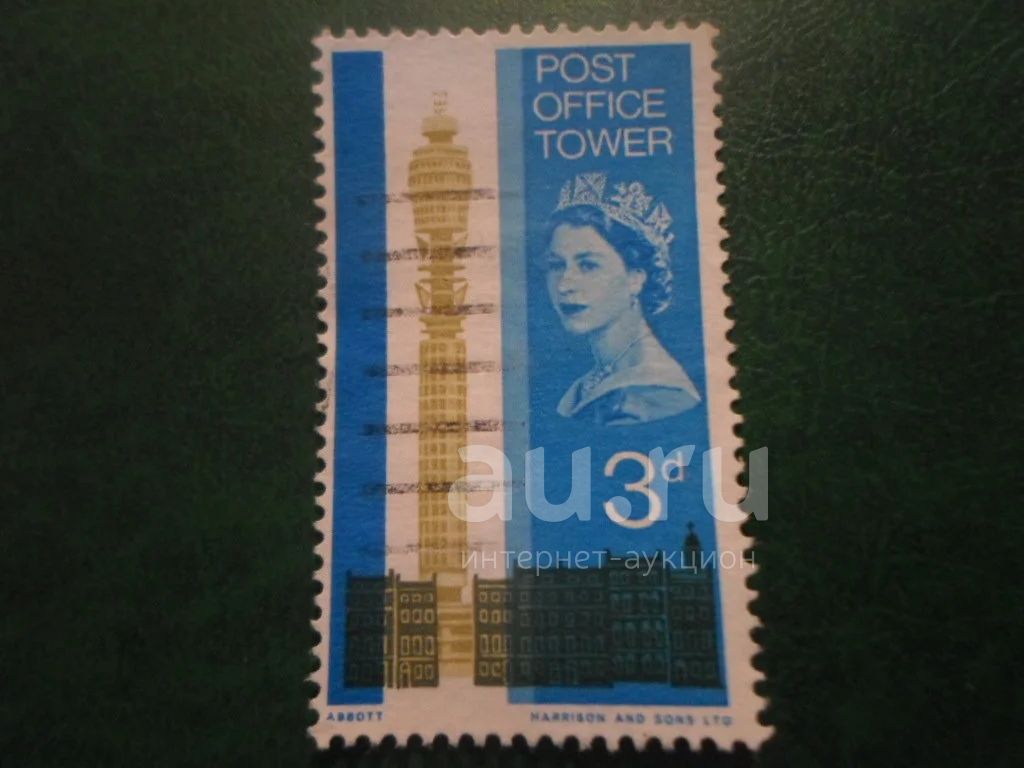 POST
OFFICE
TOWER
3d
au.ru
интернет-аукцион
ABBOTT
HARRISON AND SONS LTD